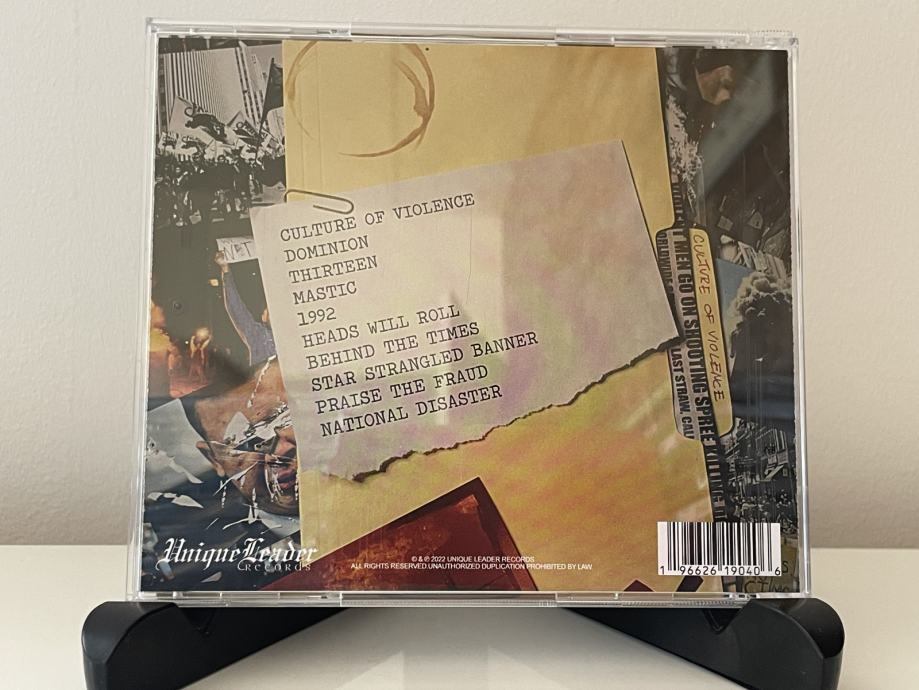 CULTURE OF VIOLENCE
DOMINION
THIRTEEN
MASTIC
1992
HEADS WILL ROLL
BEHIND THE TIMES
STAR STRANGLED BANNER
PRAISE THE FRAUD
NATIONAL DISASTER
CULTURE OF VIOLENCE
MEN GO ON SHOOTING SPREE
LAST STRAW,
NOT
Unique Leader
RECORDS
© & ℗ 2022 UNIQUE LEADER RECORDS
ALL RIGHTS RESERVED.UNAUTHORIZED DUPLICATION PROHIBITED BY LAW.
1 96626 19040 6